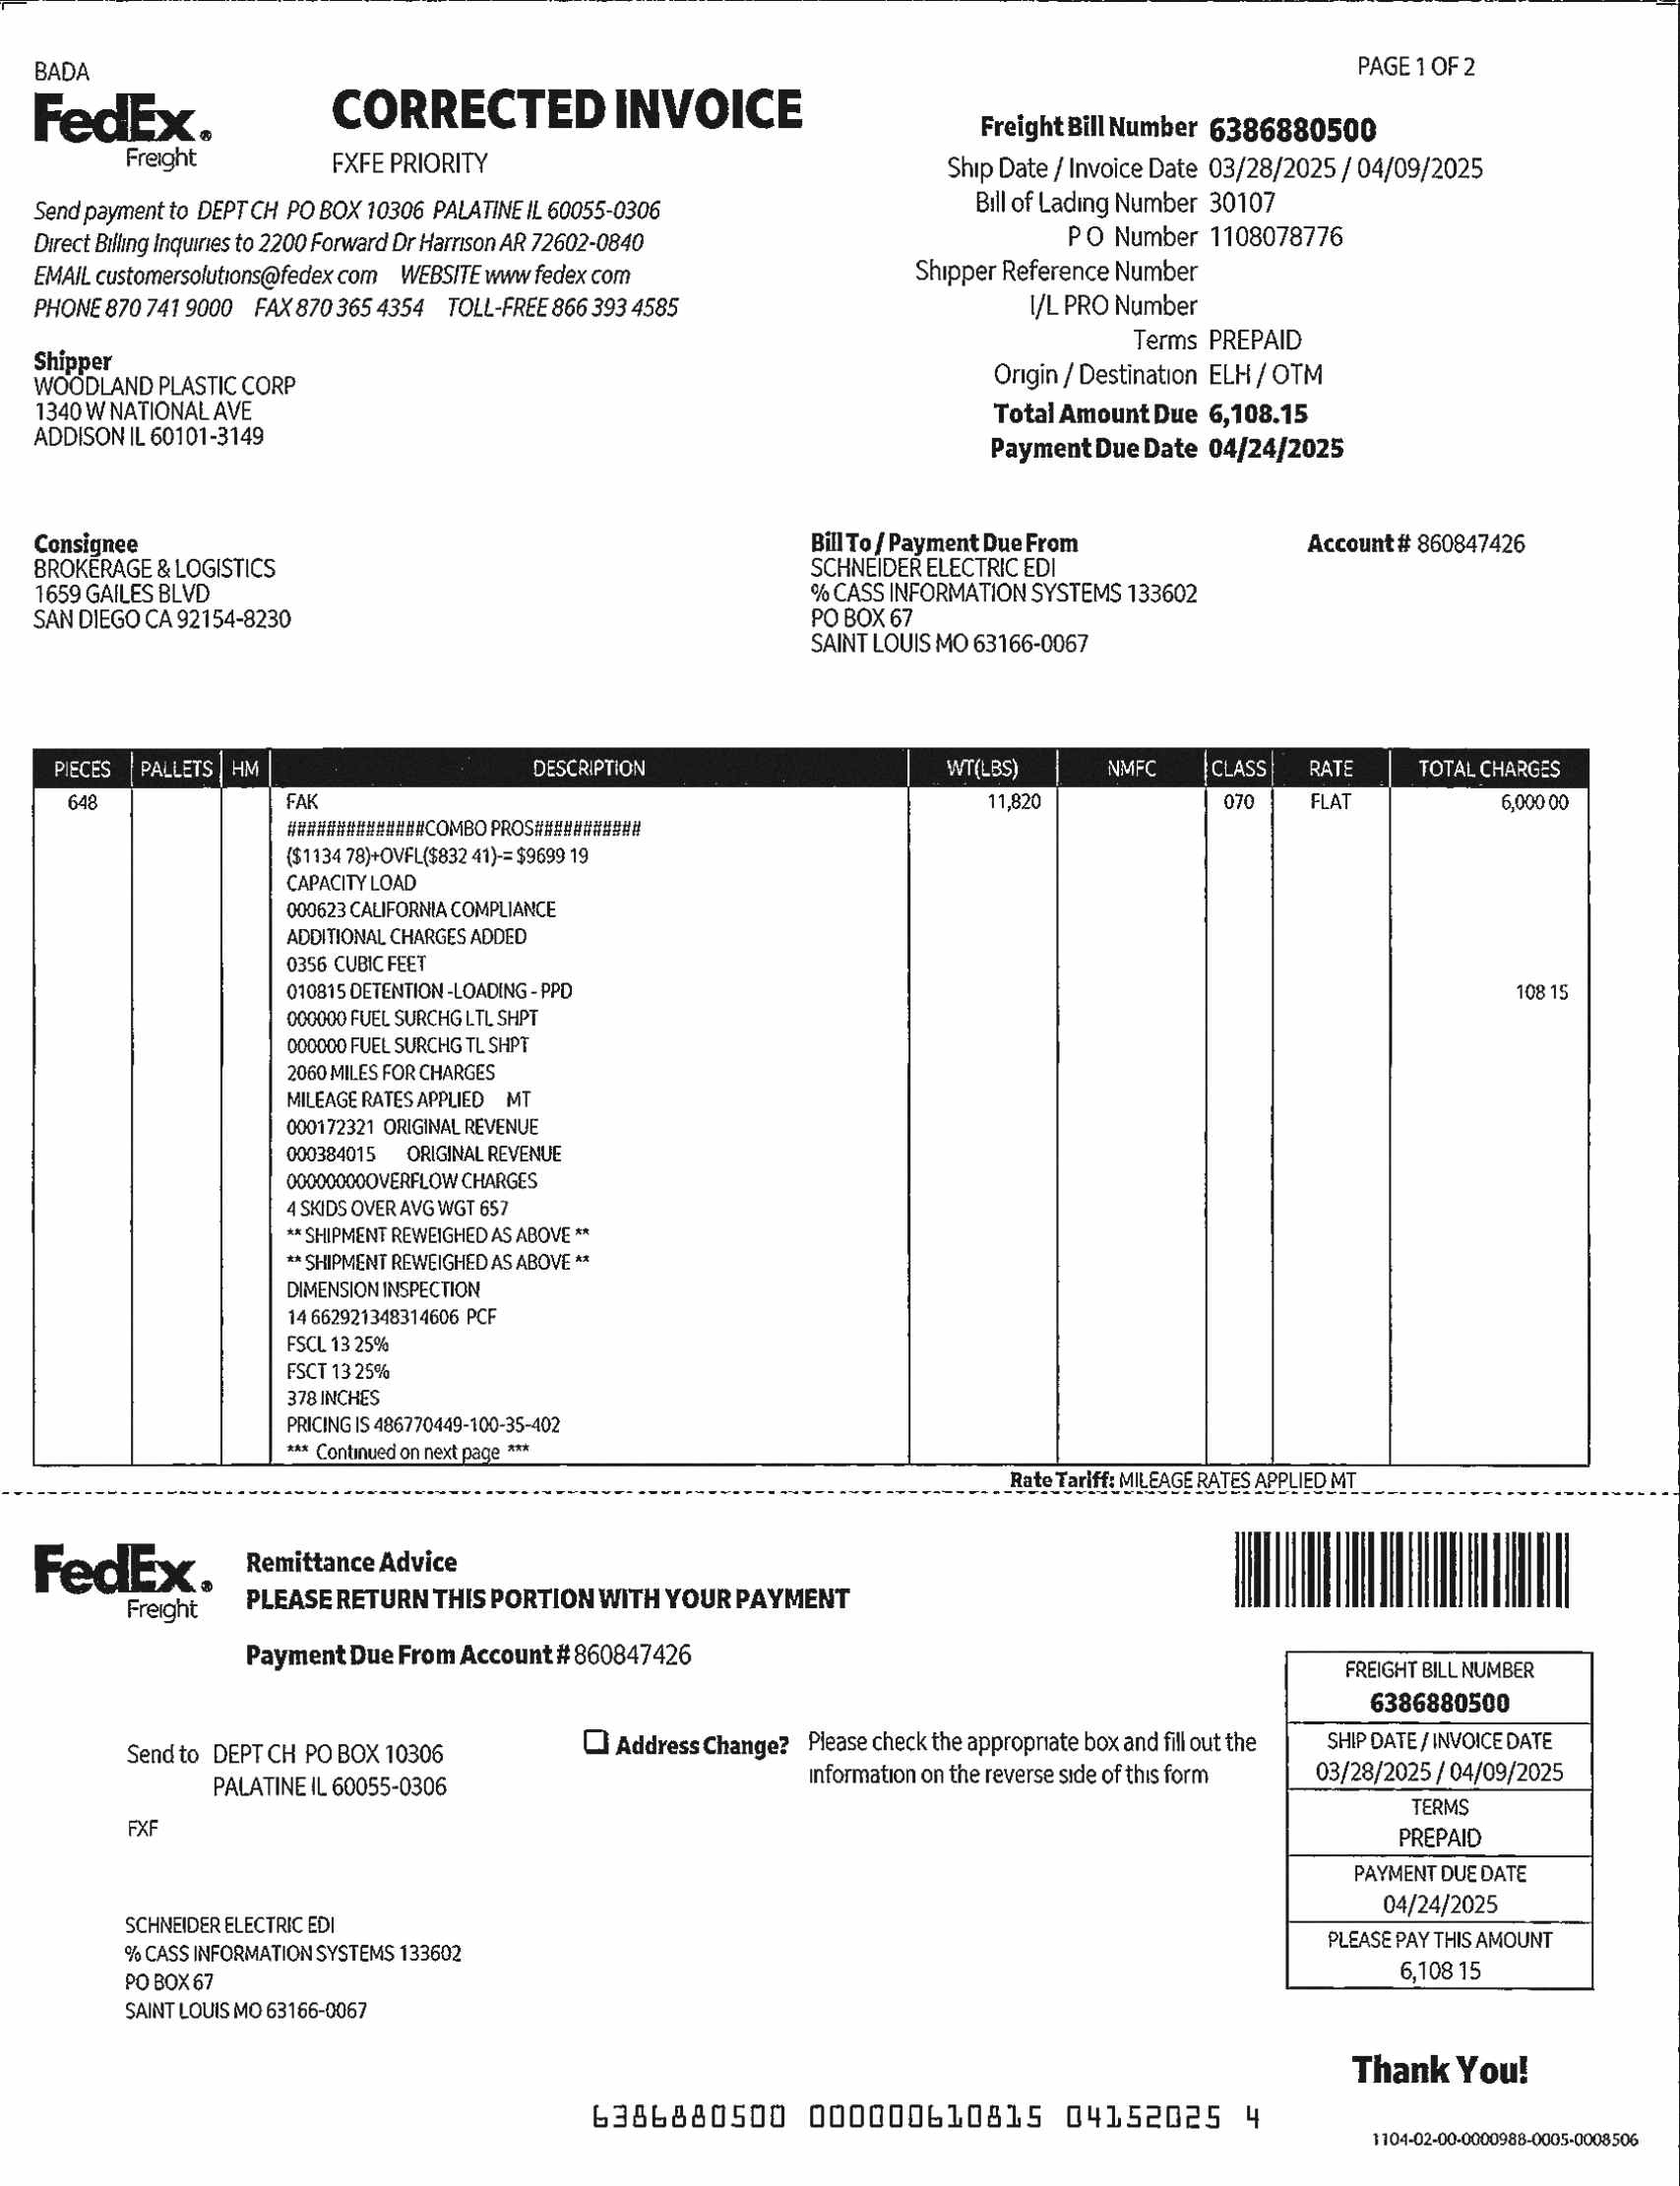 BADA
PAGE 1 OF 2
FedEx®
Freight
CORRECTED INVOICE
FXFE PRIORITY
Freight Bill Number 6386880500
Ship Date / Invoice Date 03/28/2025 / 04/09/2025
Bill of Lading Number 30107
P O Number 1108078776
Shipper Reference Number
I/L PRO Number
Terms PREPAID
Origin / Destination ELH / OTM
Total Amount Due 6,108.15
Payment Due Date 04/24/2025
Send payment to DEPT CH PO BOX 10306 PALATINE IL 60055-0306
Direct Billing Inquiries to 2200 Forward Dr Harrison AR 72602-0840
EMAIL customersolutions@fedex com WEBSITE www fedex com
PHONE 870 741 9000 FAX 870 365 4354 TOLL-FREE 866 393 4585
Shipper
WOODLAND PLASTIC CORP
1340 W NATIONAL AVE
ADDISON IL 60101-3149
Consignee
BROKERAGE & LOGISTICS
1659 GAILES BLVD
SAN DIEGO CA 92154-8230
Bill To / Payment Due From
SCHNEIDER ELECTRIC EDI
% CASS INFORMATION SYSTEMS 133602
PO BOX 67
SAINT LOUIS MO 63166-0067
Account # 860847426
PIECES PALLETS HM DESCRIPTION WT(LBS) NMFC CLASS RATE TOTAL CHARGES
648 FAK 11,820 070 FLAT 6,000 00
##############COMBO PROS###########
($1134 78)+OVFL($832 41)-= $9699 19
CAPACITY LOAD
000623 CALIFORNIA COMPLIANCE
ADDITIONAL CHARGES ADDED
0356 CUBIC FEET
010815 DETENTION -LOADING - PPD 108 15
000000 FUEL SURCHG LTL SHPT
000000 FUEL SURCHG TL SHPT
2060 MILES FOR CHARGES
MILEAGE RATES APPLIED MT
000172321 ORIGINAL REVENUE
000384015 ORIGINAL REVENUE
000000000OVERFLOW CHARGES
4 SKIDS OVER AVG WGT 657
** SHIPMENT REWEIGHED AS ABOVE **
** SHIPMENT REWEIGHED AS ABOVE **
DIMENSION INSPECTION
14 662921348314606 PCF
FSCL 13 25%
FSCT 13 25%
378 INCHES
PRICING IS 486770449-100-35-402
*** Continued on next page ***
Rate Tariff: MILEAGE RATES APPLIED MT
FedEx®
Freight
Remittance Advice
PLEASE RETURN THIS PORTION WITH YOUR PAYMENT
Payment Due From Account # 860847426
Send to DEPT CH PO BOX 10306
PALATINE IL 60055-0306
FXF
Address Change? Please check the appropriate box and fill out the
information on the reverse side of this form
FREIGHT BILL NUMBER
6386880500
SHIP DATE / INVOICE DATE
03/28/2025 / 04/09/2025
TERMS
PREPAID
PAYMENT DUE DATE
04/24/2025
PLEASE PAY THIS AMOUNT
6,108 15
SCHNEIDER ELECTRIC EDI
% CASS INFORMATION SYSTEMS 133602
PO BOX 67
SAINT LOUIS MO 63166-0067
Thank You!
6386880500 000000610815 04152025 4
1104-02-00-0000988-0005-0008506